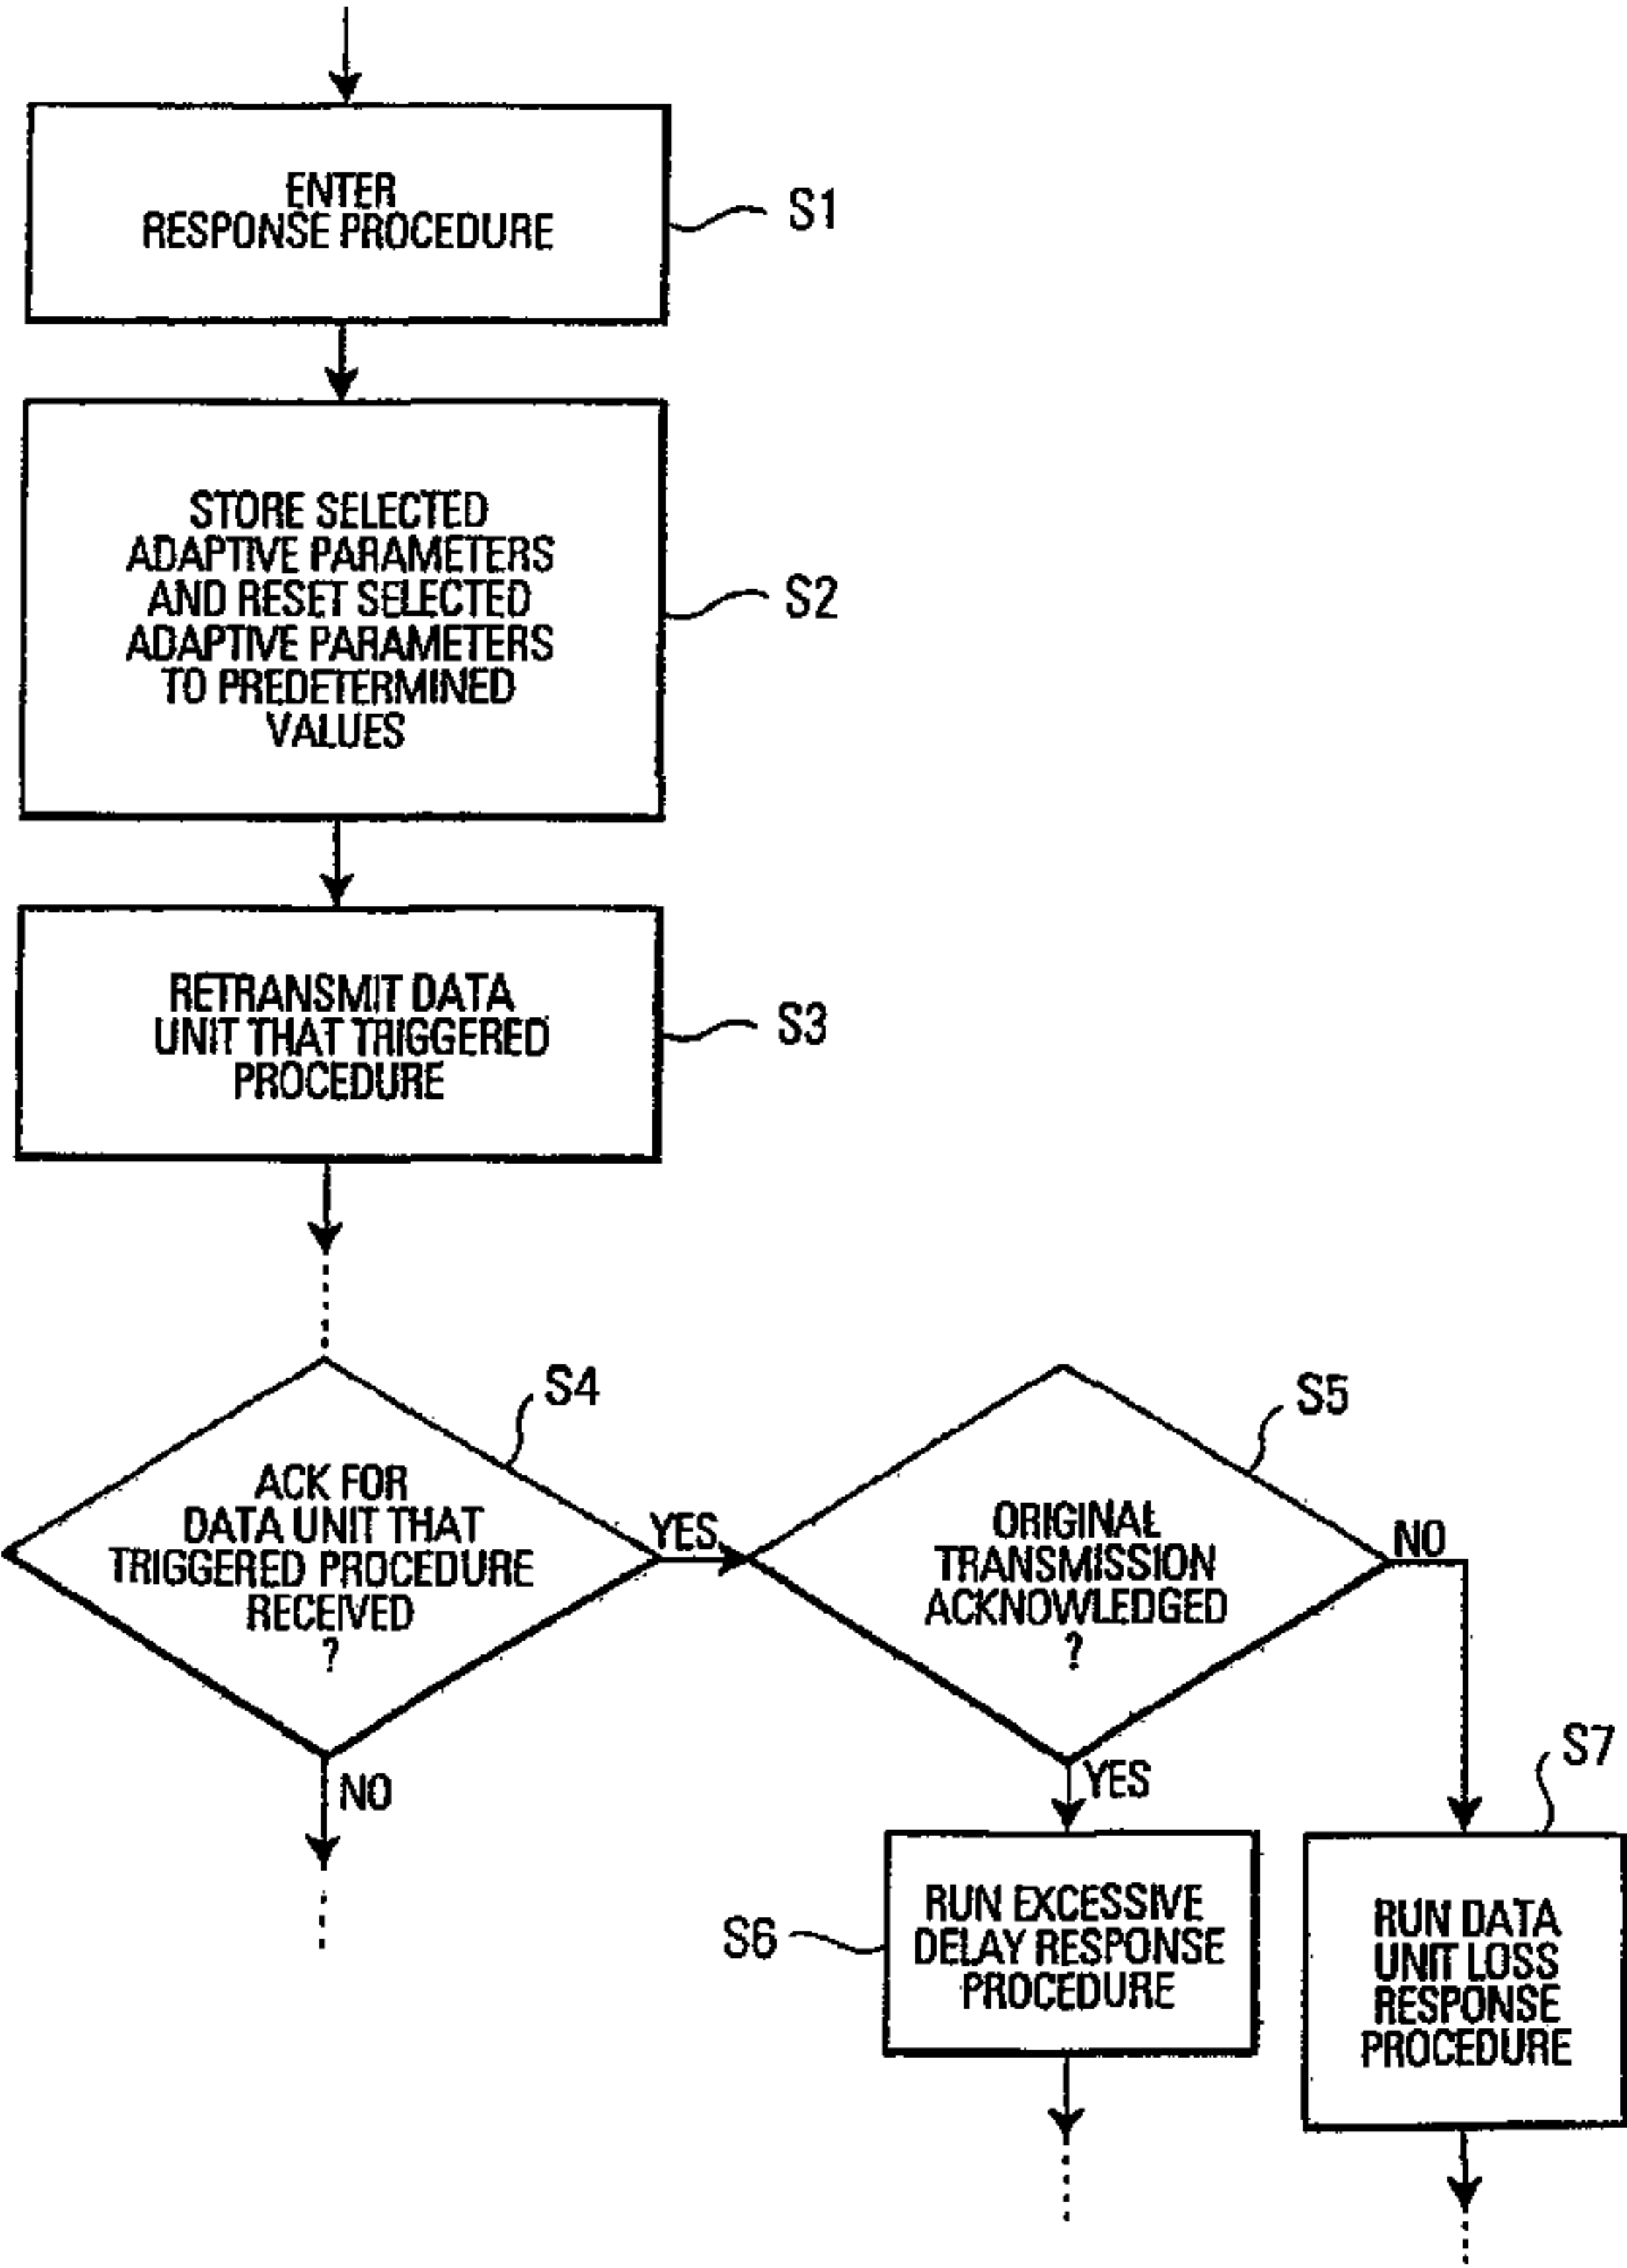 ENTER
RESPONSE PROCEDURE
S1
STORE SELECTED
ADAPTIVE PARAMETERS
AND RESET SELECTED
ADAPTIVE PARAMETERS
TO PREDETERMINED
VALUES
S2
RETRANSMIT DATA
UNIT THAT TRIGGERED
PROCEDURE
S3
S4
ACK FOR
DATA UNIT THAT
TRIGGERED PROCEDURE
RECEIVED
?
YES
NO
S5
ORIGINAL
TRANSMISSION
ACKNOWLEDGED
?
NO
YES
S6
RUN EXCESSIVE
DELAY RESPONSE
PROCEDURE
S7
RUN DATA
UNIT LOSS
RESPONSE
PROCEDURE